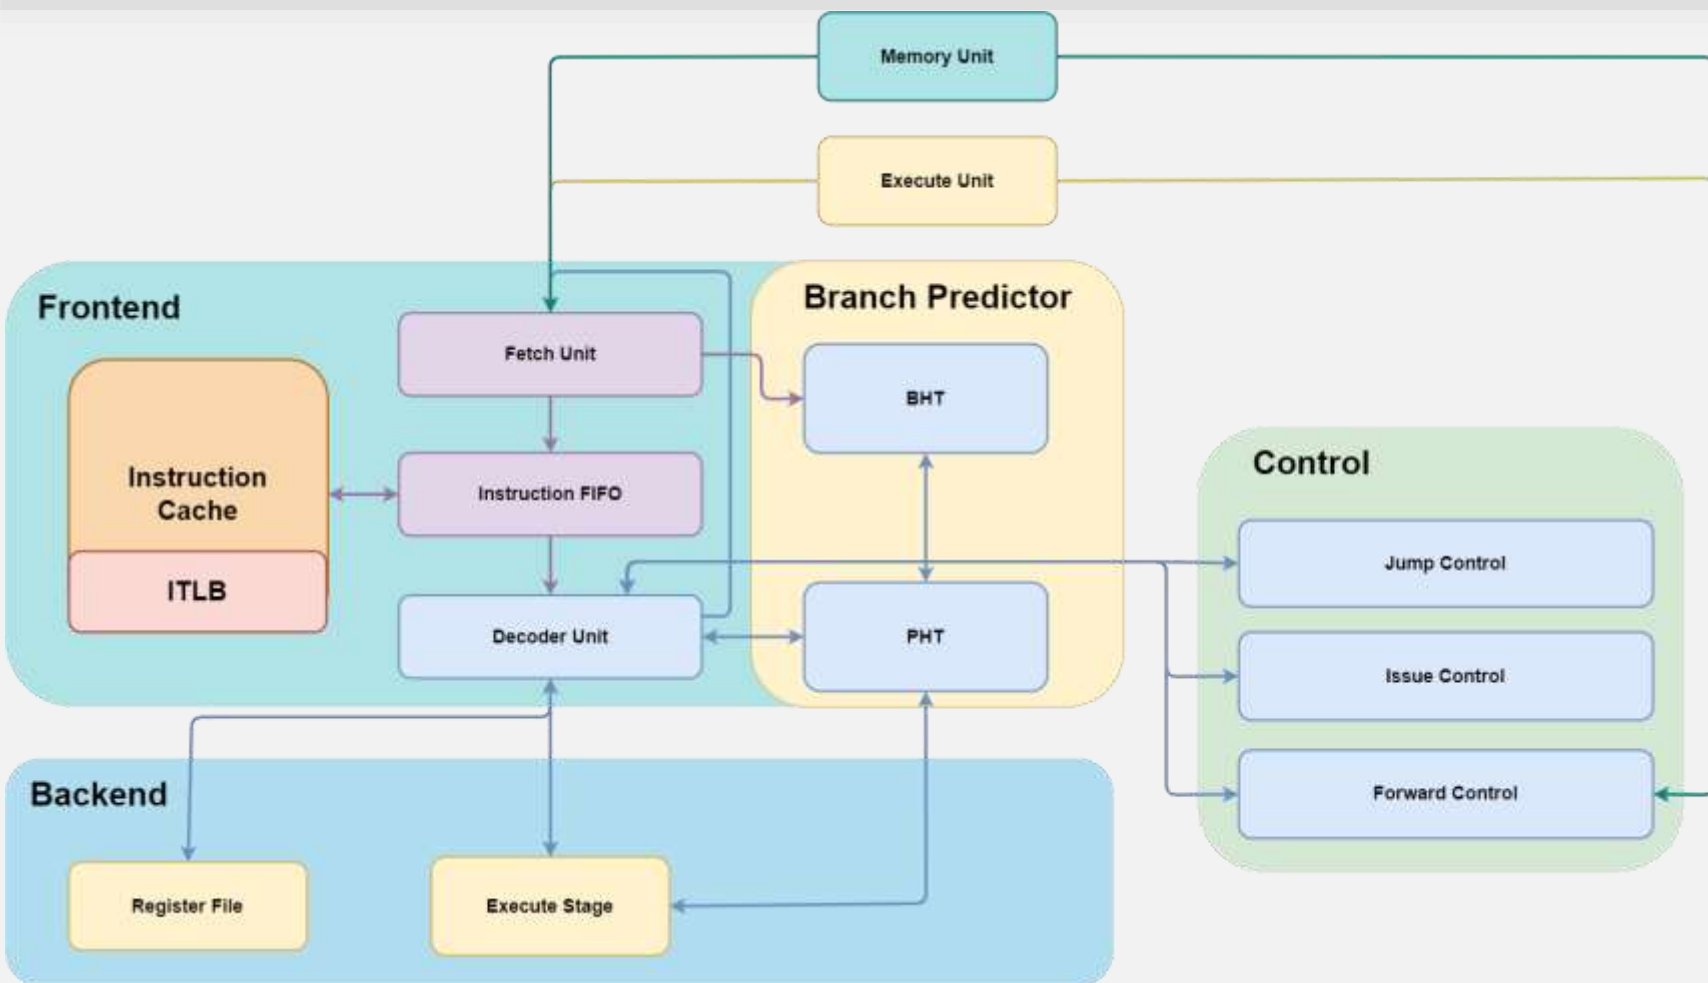 Memory Unit
Execute Unit
Frontend
Branch Predictor
Fetch Unit
BHT
Instruction
Cache
Instruction FIFO
Control
Jump Control
ITLB
Decoder Unit
PHT
Issue Control
Backend
Forward Control
Register File
Execute Stage